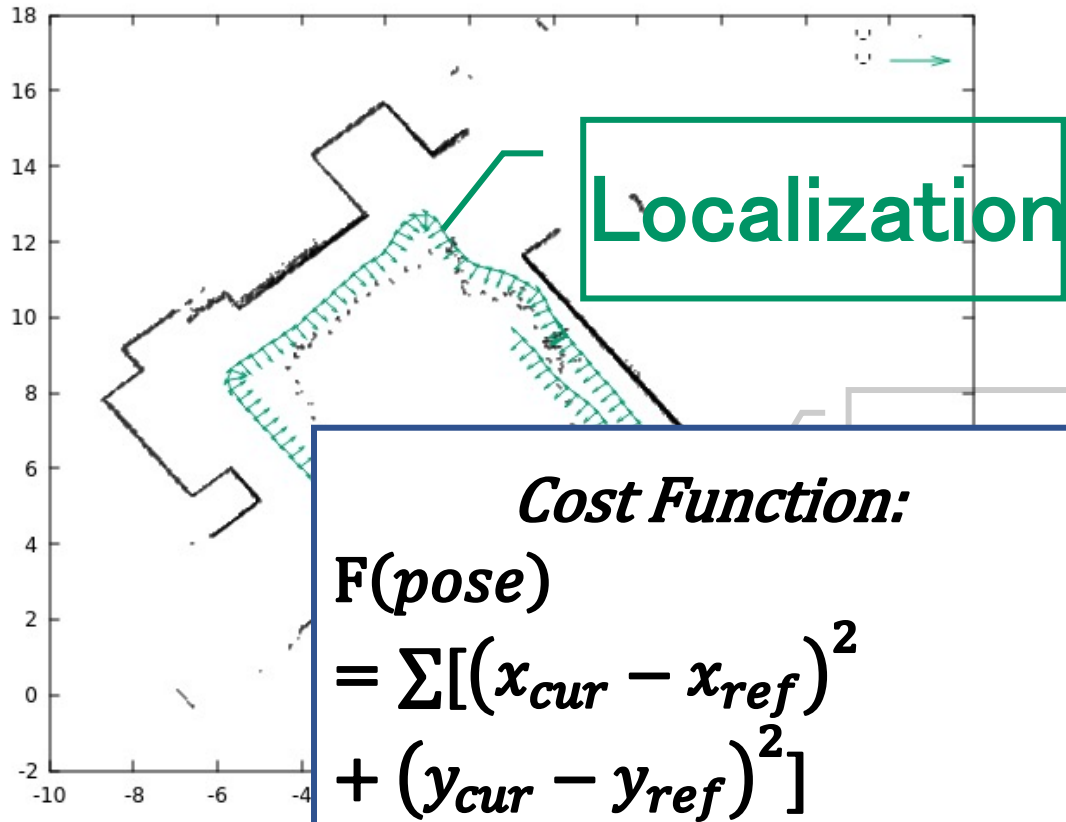 18
16
14
Localization
12
10
8
6
Cost Function:
4
F(pose)
2
= ∑[(x_cur − x_ref)^2
0
+ (y_cur − y_ref)^2]
-2
-10 -8 -6 -4